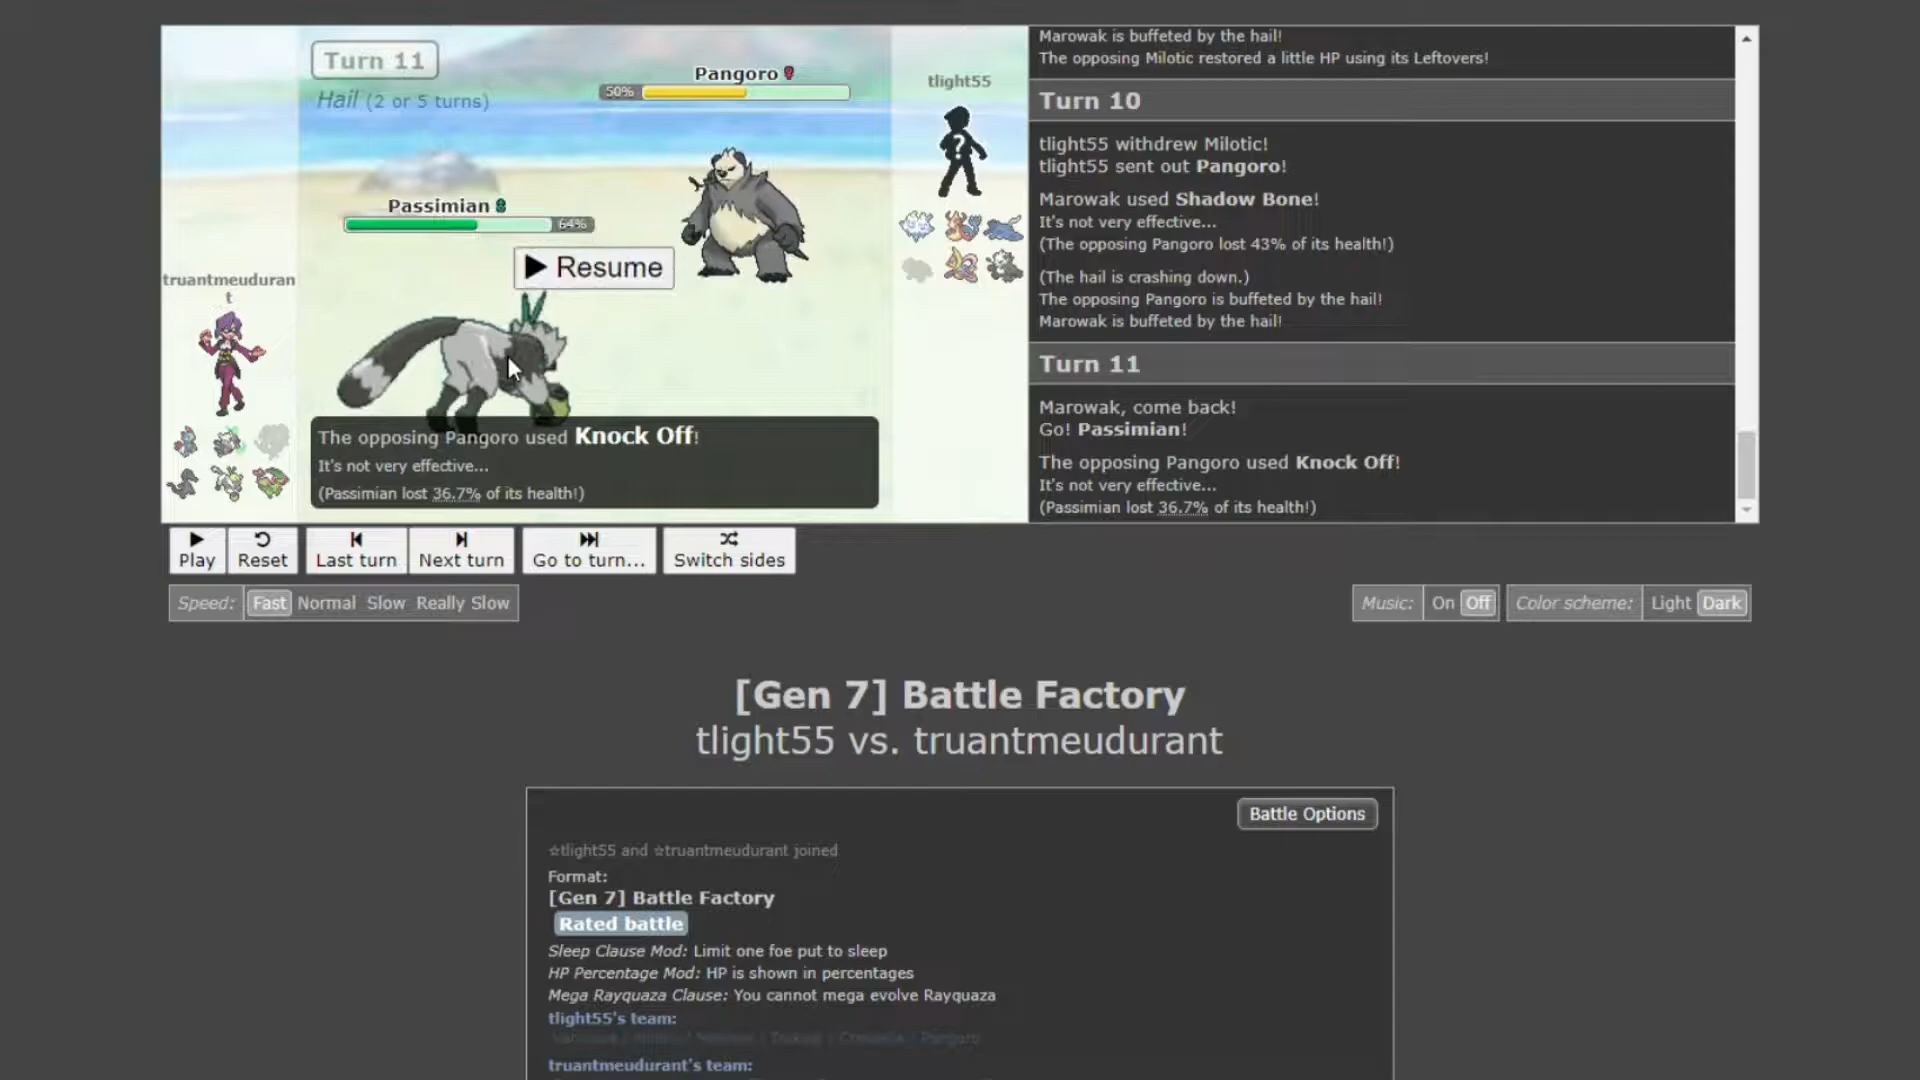 Turn 11
Hail (2 or 5 turns)
Pangoro
50%
Passimian
64%
Resume
truantmeuduran
t
tlight55
The opposing Pangoro used Knock Off!
It's not very effective...
(Passimian lost 36.7% of its health!)
Marowak is buffeted by the hail!
The opposing Milotic restored a little HP using its Leftovers!
Turn 10
tlight55 withdrew Milotic!
tlight55 sent out Pangoro!
Marowak used Shadow Bone!
It's not very effective...
(The opposing Pangoro lost 43% of its health!)
(The hail is crashing down.)
The opposing Pangoro is buffeted by the hail!
Marowak is buffeted by the hail!
Turn 11
Marowak, come back!
Go! Passimian!
The opposing Pangoro used Knock Off!
It's not very effective...
(Passimian lost 36.7% of its health!)
Play Reset Last turn Next turn Go to turn... Switch sides
Speed: Fast Normal Slow Really Slow
Music: On Off
Color scheme: Light Dark
[Gen 7] Battle Factory
tlight55 vs. truantmeudurant
Battle Options
☆tlight55 and ☆truantmeudurant joined
Format:
[Gen 7] Battle Factory
Rated battle
Sleep Clause Mod: Limit one foe put to sleep
HP Percentage Mod: HP is shown in percentages
Mega Rayquaza Clause: You cannot mega evolve Rayquaza
tlight55's team:
Pangoro
truantmeudurant's team: